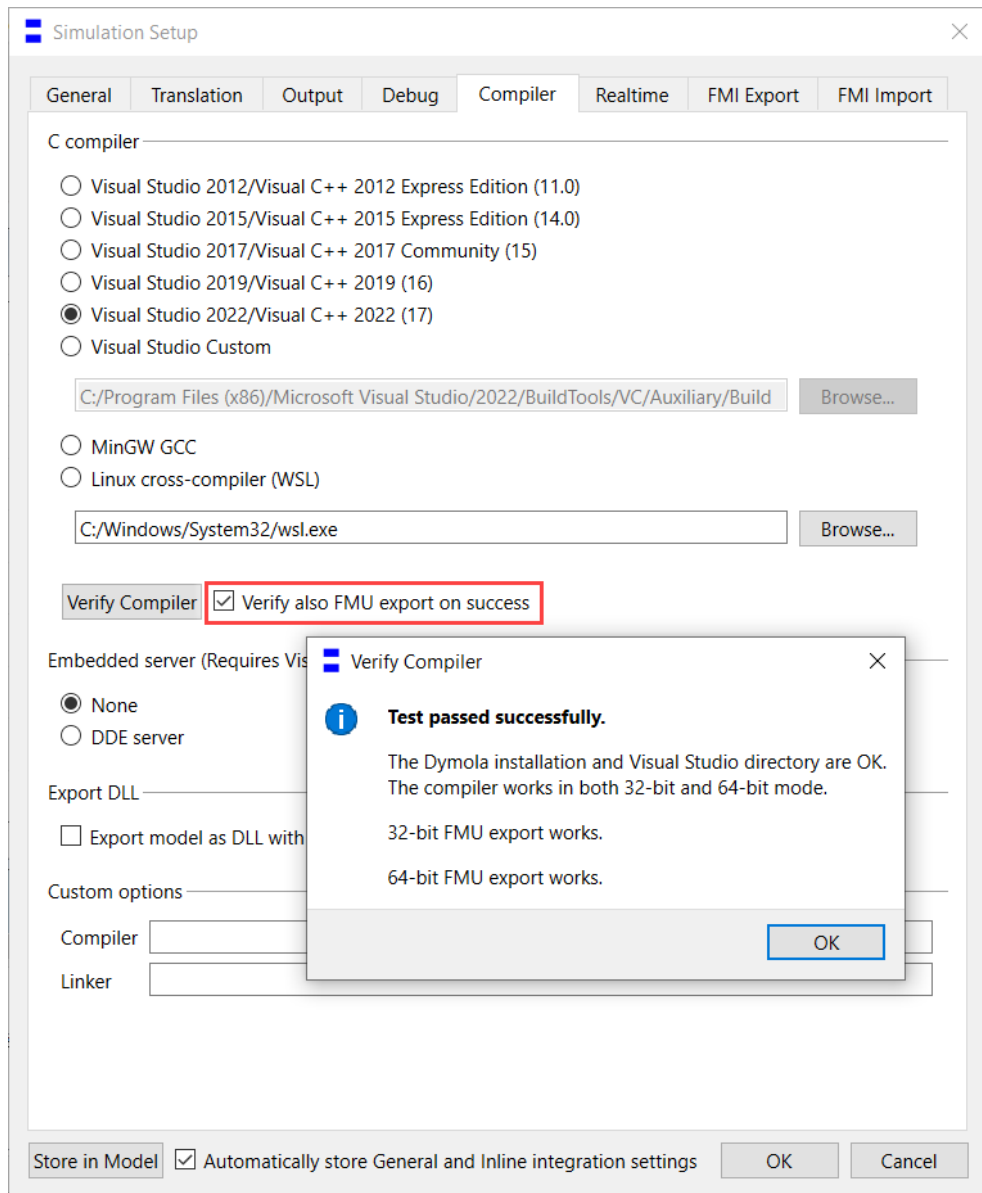 Simulation Setup
General Translation Output Debug Compiler Realtime FMI Export FMI Import
C compiler
Visual Studio 2012/Visual C++ 2012 Express Edition (11.0)
Visual Studio 2015/Visual C++ 2015 Express Edition (14.0)
Visual Studio 2017/Visual C++ 2017 Community (15)
Visual Studio 2019/Visual C++ 2019 (16)
Visual Studio 2022/Visual C++ 2022 (17)
Visual Studio Custom
C:/Program Files (x86)/Microsoft Visual Studio/2022/BuildTools/VC/Auxiliary/Build Browse...
MinGW GCC
Linux cross-compiler (WSL)
C:/Windows/System32/wsl.exe Browse...
Verify Compiler Verify also FMU export on success
Embedded server (Requires Vis
None
DDE server
Export DLL
Export model as DLL with
Custom options
Compiler
Linker
Verify Compiler
Test passed successfully.
The Dymola installation and Visual Studio directory are OK.
The compiler works in both 32-bit and 64-bit mode.
32-bit FMU export works.
64-bit FMU export works.
OK
Store in Model Automatically store General and Inline integration settings OK Cancel